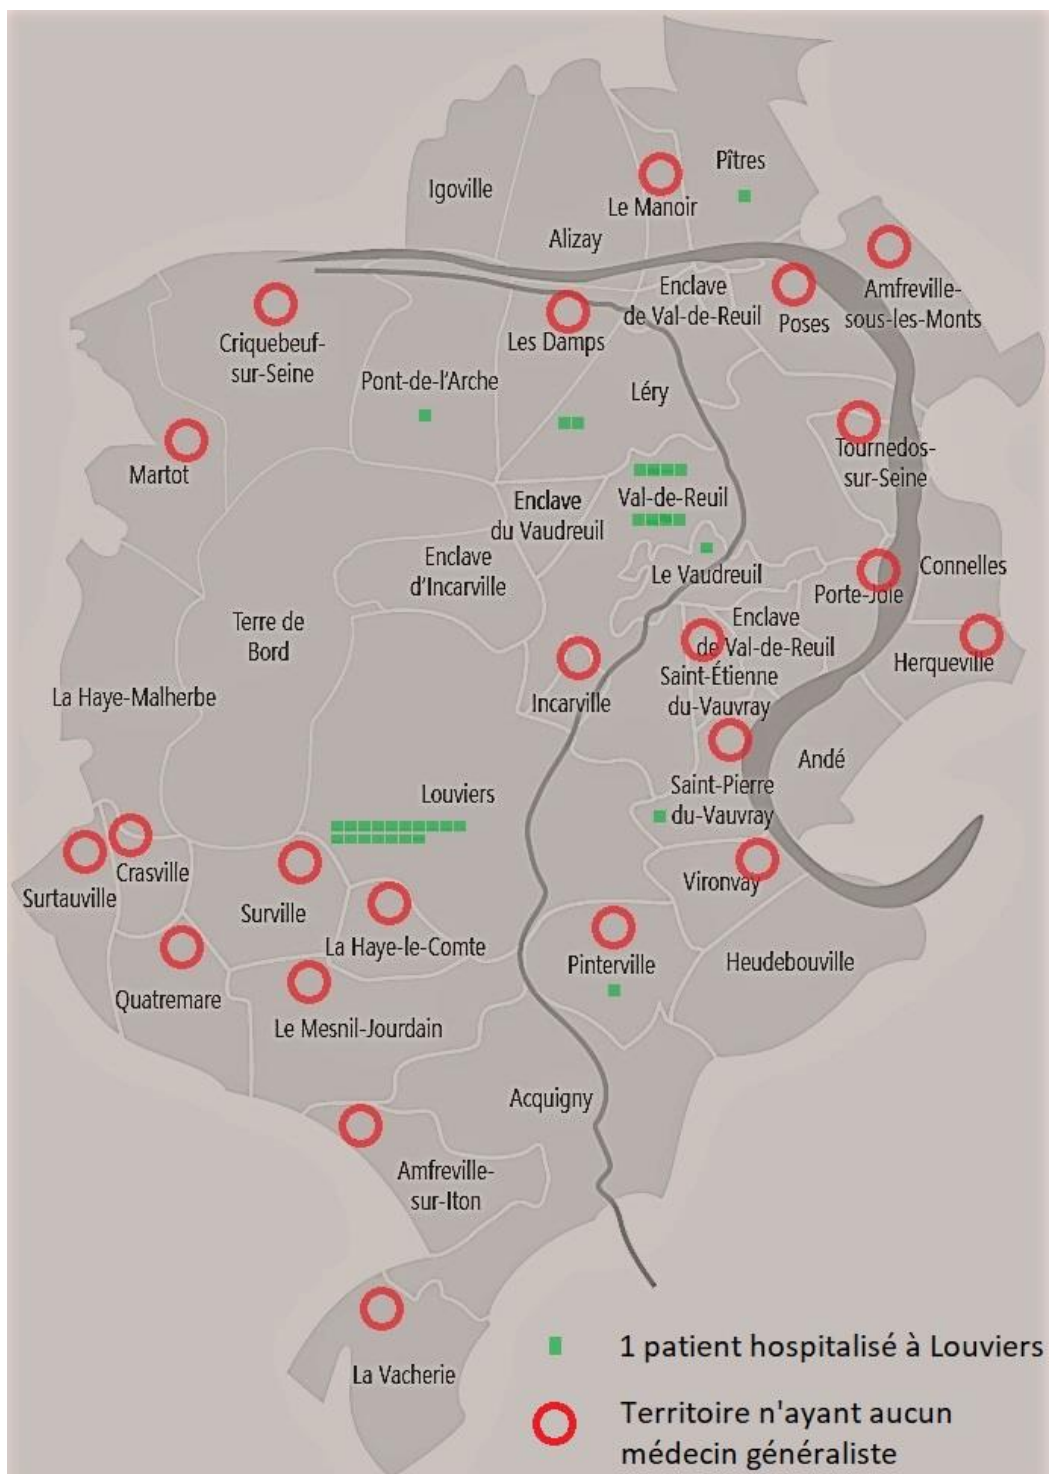 Pîtres
Igoville
Le Manoir
Alizay
Enclave
de Val-de-Reuil
Amfreville-
sous-les-Monts
Poses
Criquebeuf-
sur-Seine
Les Damps
Pont-de-l'Arche
Léry
Tournedos-
sur-Seine
Martot
Enclave
du Vaudreuil
Val-de-Reuil
Enclave
d'Incarville
Le Vaudreuil
Connelles
Porte-Joie
Terre de
Bord
Enclave
de Val-de-Reuil
Herqueville
La Haye-Malherbe
Incarville
Saint-Étienne
du-Vauvray
Andé
Louviers
Saint-Pierre
du-Vauvray
Crasville
Surtauville
Surville
Vironvay
La Haye-le-Comte
Pinterville
Heudebouville
Quatremare
Le Mesnil-Jourdain
Acquigny
Amfreville-
sur-Iton
La Vacherie
1 patient hospitalisé à Louviers
Territoire n'ayant aucun
médecin généraliste